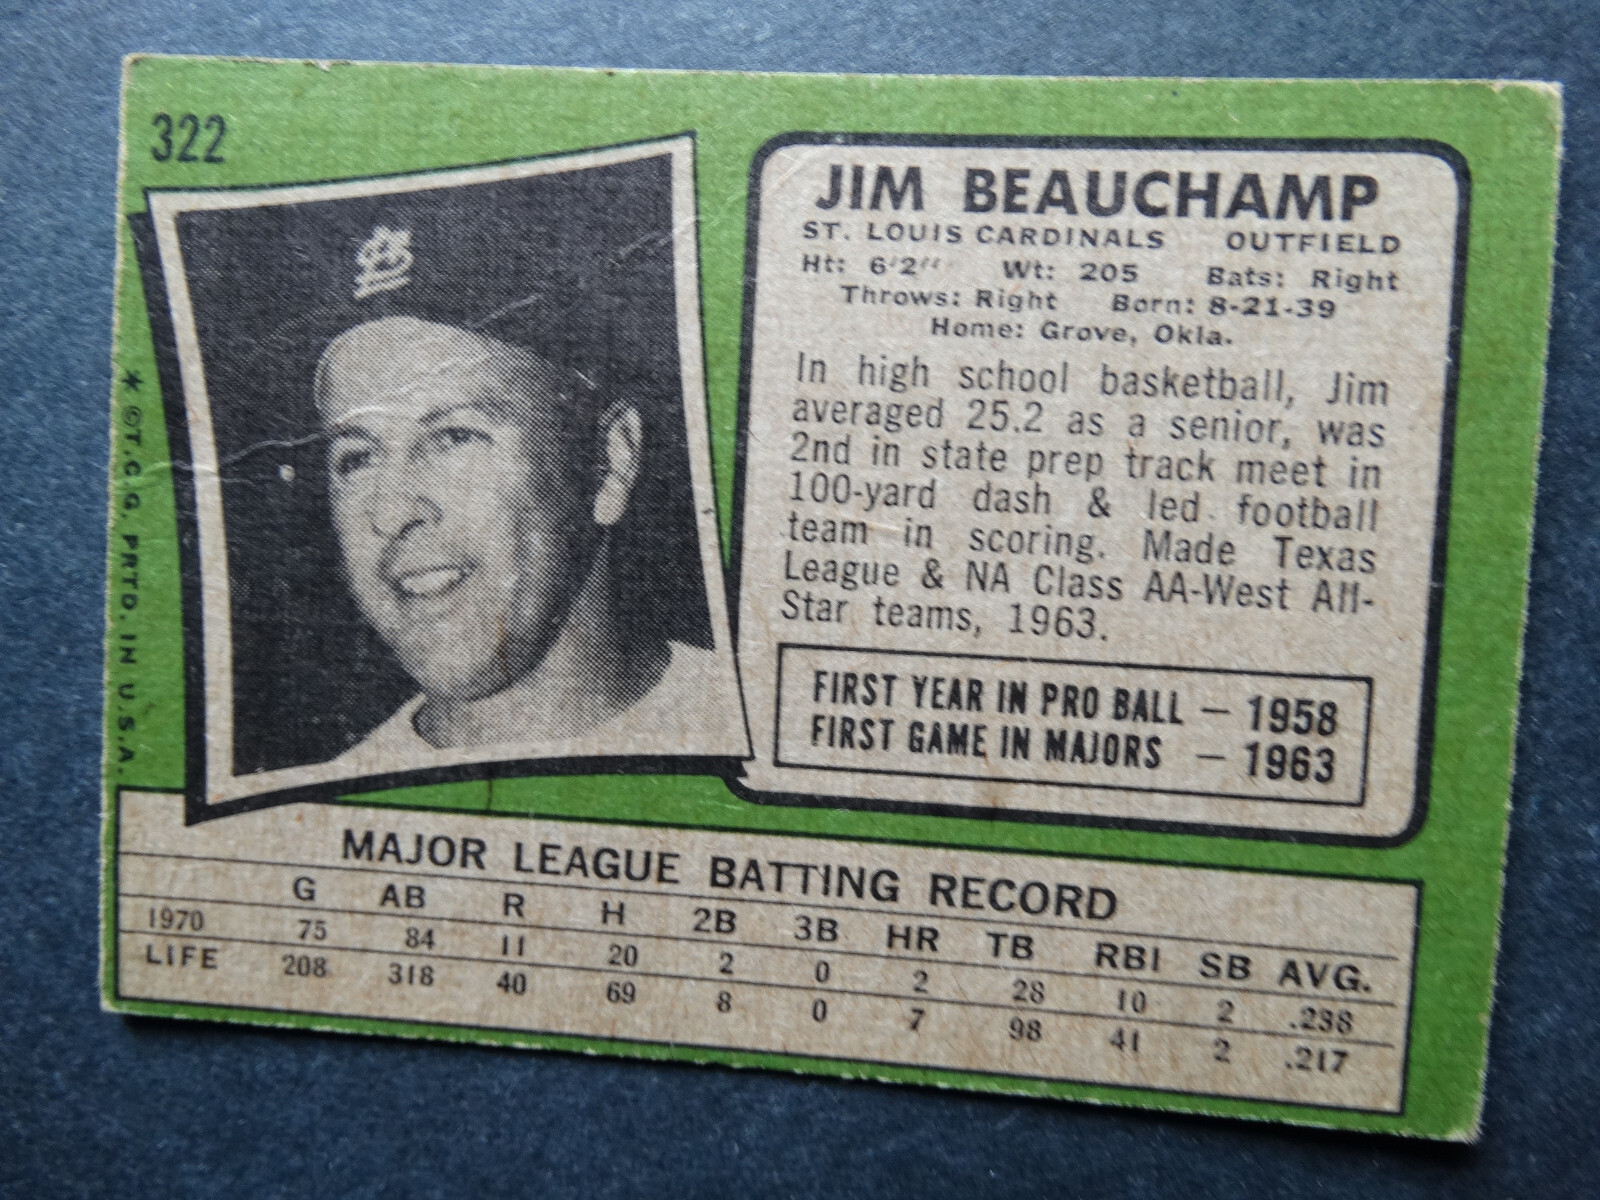 322
StL
JIM BEAUCHAMP
ST. LOUIS CARDINALS OUTFIELD
Ht: 6'2" Wt: 205 Bats: Right
Throws: Right Born: 8-21-39
Home: Grove, Okla.
In high school basketball, Jim
averaged 25.2 as a senior, was
2nd in state prep track meet in
100-yard dash & led football
team in scoring. Made Texas
League & NA Class AA-West All-
Star teams, 1963.
FIRST YEAR IN PRO BALL — 1958
FIRST GAME IN MAJORS — 1963
* ©T.C.G. PRTD. IN U.S.A.
MAJOR LEAGUE BATTING RECORD
G AB R H 2B 3B HR TB RBI SB AVG.
1970 75 84 11 20 2 0 2 28 10 2 .238
LIFE 208 318 40 69 8 0 7 98 41 2 .217